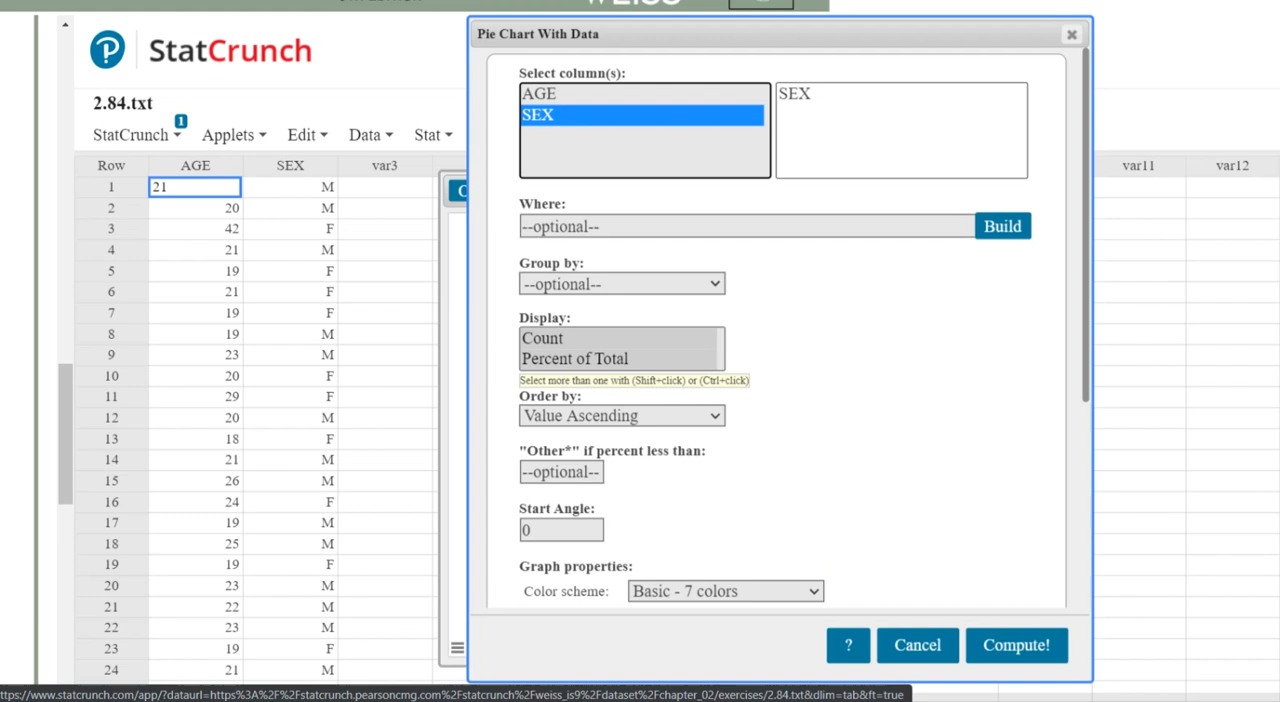 WEISS
StatCrunch
2.84.txt
StatCrunch 1 Applets Edit Data Stat
Row AGE SEX var3 var11 var12
1 21 M
2 20 M
3 42 F
4 21 M
5 19 F
6 21 F
7 19 F
8 19 M
9 23 M
10 20 F
11 29 F
12 20 M
13 18 F
14 21 M
15 26 M
16 24 F
17 19 M
18 25 M
19 19 F
20 23 M
21 22 M
22 23 M
23 19 F
24 21 M
Pie Chart With Data
Select column(s):
AGE SEX
SEX
Where:
--optional-- Build
Group by:
--optional--
Display:
Count
Percent of Total
Select more than one with (Shift+click) or (Ctrl+click)
Order by:
Value Ascending
"Other*" if percent less than:
--optional--
Start Angle:
0
Graph properties:
Color scheme: Basic - 7 colors
? Cancel Compute!
ttps://www.statcrunch.com/app/?dataurl=https%3A%2F%2Fstatcrunch.pearsoncmg.com%2Fstatcrunch%2Fweiss_is9%2Fdataset%2Fchapter_02%2Fexercises%2F2.84.txt&dlim=tab&ft=true